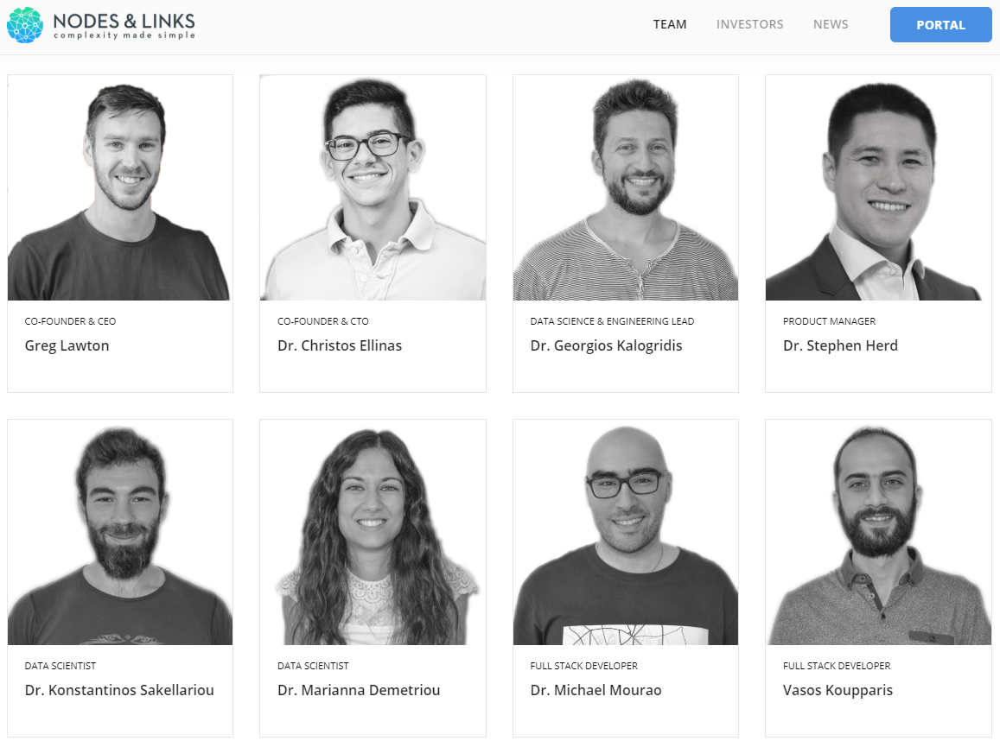 NODES & LINKS
complexity made simple
TEAM
INVESTORS
NEWS
PORTAL
CO-FOUNDER & CEO
Greg Lawton
CO-FOUNDER & CTO
Dr. Christos Ellinas
DATA SCIENCE & ENGINEERING LEAD
Dr. Georgios Kalogridis
PRODUCT MANAGER
Dr. Stephen Herd
DATA SCIENTIST
Dr. Konstantinos Sakellariou
DATA SCIENTIST
Dr. Marianna Demetriou
FULL STACK DEVELOPER
Dr. Michael Mourao
FULL STACK DEVELOPER
Vasos Koupparis